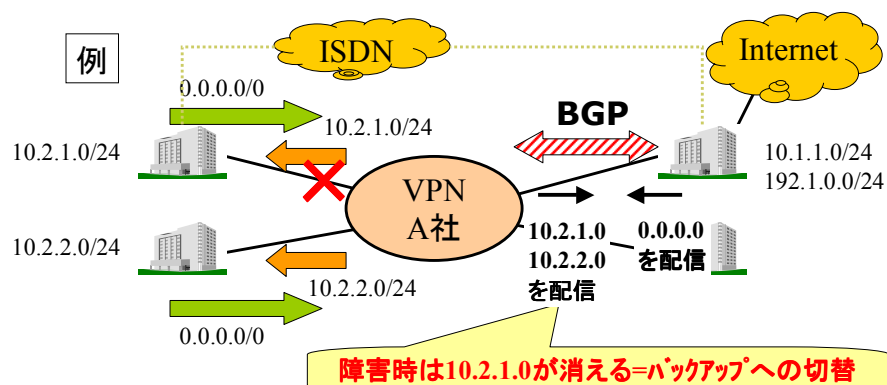 例
ISDN
Internet
0.0.0.0/0
10.2.1.0/24
BGP
10.2.1.0/24
10.1.1.0/24
192.1.0.0/24
VPN
A社
10.2.2.0/24
10.2.1.0
10.2.2.0
を配信
0.0.0.0
を配信
10.2.2.0/24
0.0.0.0/0
障害時は10.2.1.0が消える=ﾊﾞｯｸｱｯﾌﾟへの切替